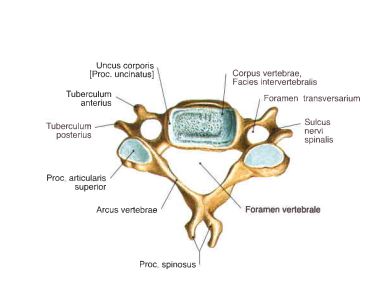 Uncus corporis
[Proc. uncinatus]
Tuberculum
anterius
Tuberculum
posterius
Proc. articularis
superior
Arcus vertebrae
Proc. spinosus
Corpus vertebrae,
Facies intervertebralis
Foramen transversarium
Sulcus
nervi
spinalis
Foramen vertebrale